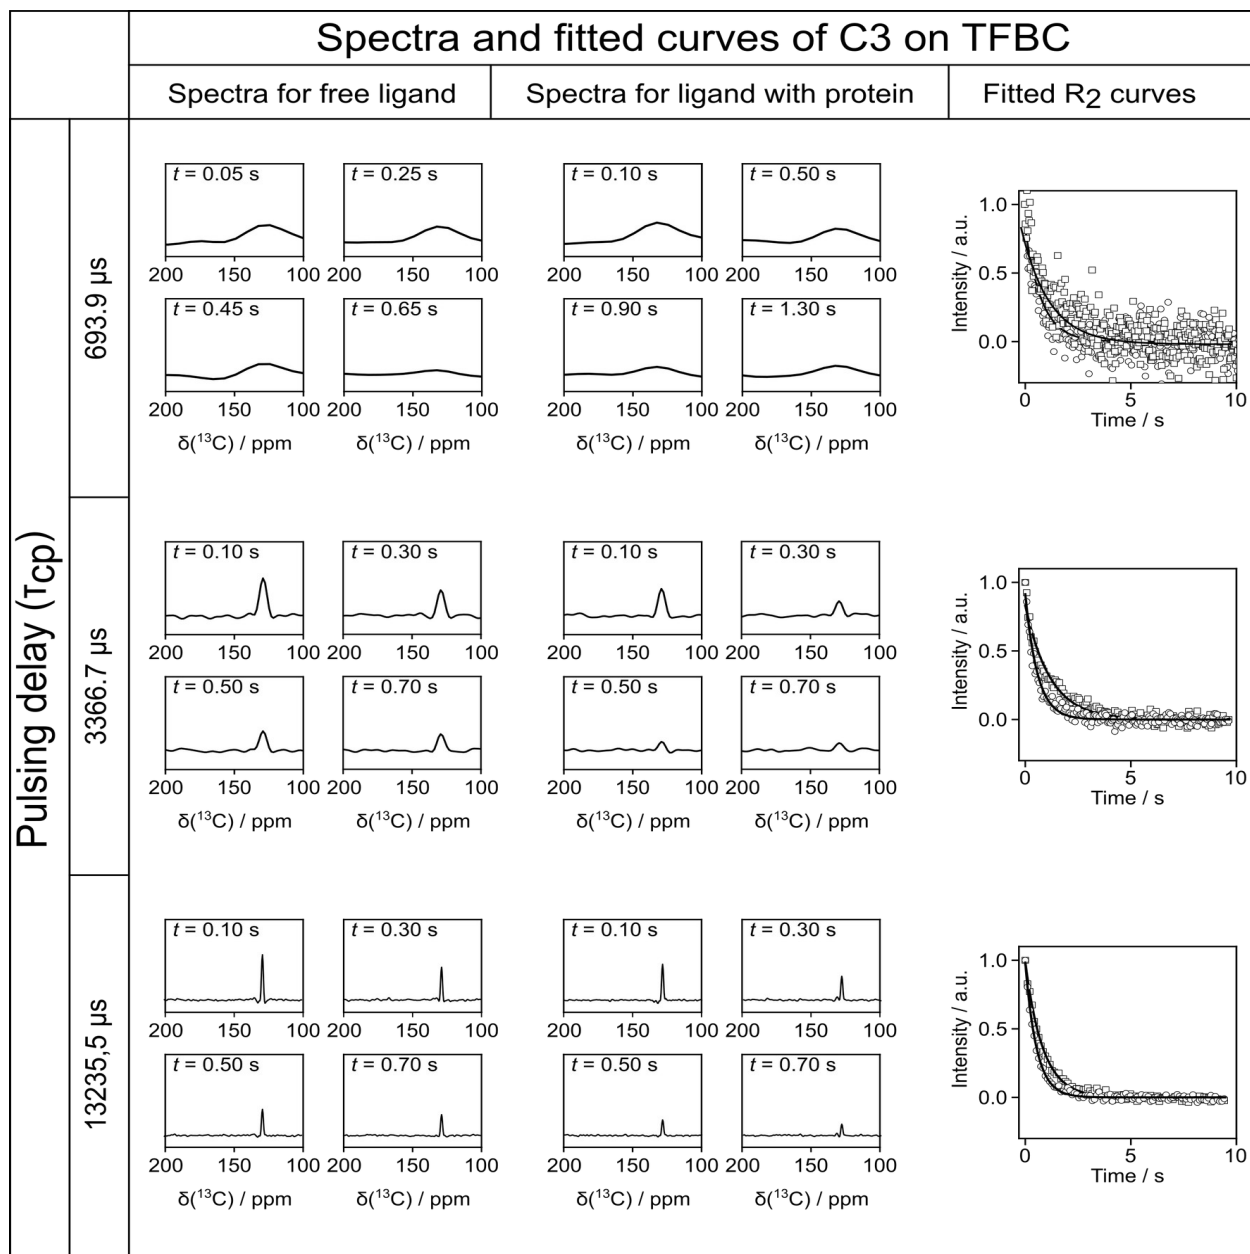 Spectra and fitted curves of C3 on TFBC
Spectra for free ligand
Spectra for ligand with protein
Fitted R2 curves
Pulsing delay (τcp)
693.9 µs
t = 0.05 s
200 150 100
t = 0.25 s
200 150 100
t = 0.45 s
200 150 100
δ(¹³C) / ppm
t = 0.65 s
200 150 100
δ(¹³C) / ppm
t = 0.10 s
200 150 100
t = 0.50 s
200 150 100
t = 0.90 s
200 150 100
δ(¹³C) / ppm
t = 1.30 s
200 150 100
δ(¹³C) / ppm
Intensity / a.u.
1.0
0.5
0.0
0 5 10
Time / s
3366.7 µs
t = 0.10 s
200 150 100
t = 0.30 s
200 150 100
t = 0.50 s
200 150 100
δ(¹³C) / ppm
t = 0.70 s
200 150 100
δ(¹³C) / ppm
t = 0.10 s
200 150 100
t = 0.30 s
200 150 100
t = 0.50 s
200 150 100
δ(¹³C) / ppm
t = 0.70 s
200 150 100
δ(¹³C) / ppm
Intensity / a.u.
1.0
0.5
0.0
0 5 10
Time / s
13235,5 µs
t = 0.10 s
200 150 100
t = 0.30 s
200 150 100
t = 0.50 s
200 150 100
δ(¹³C) / ppm
t = 0.70 s
200 150 100
δ(¹³C) / ppm
t = 0.10 s
200 150 100
t = 0.30 s
200 150 100
t = 0.50 s
200 150 100
δ(¹³C) / ppm
t = 0.70 s
200 150 100
δ(¹³C) / ppm
Intensity / a.u.
1.0
0.5
0.0
0 5 10
Time / s